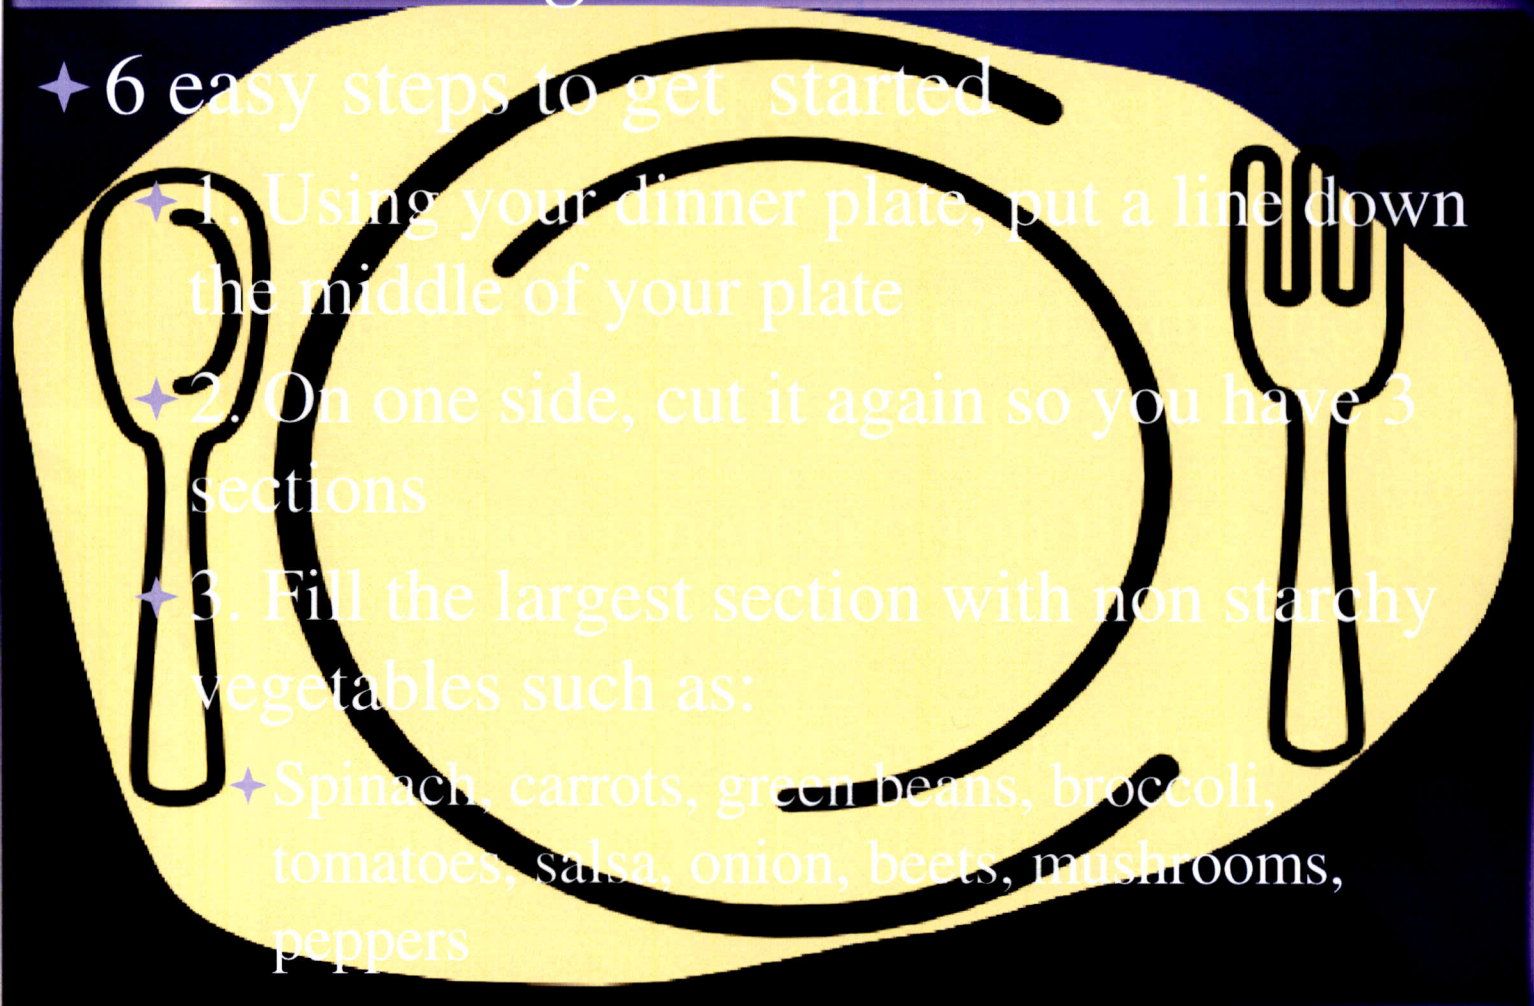 6 easy steps to get started
1. Using your dinner plate, put a line down
the middle of your plate
2. On one side, cut it again so you have 3
sections
3. Fill the largest section with non starchy
vegetables such as:
Spinach, carrots, green beans, broccoli,
tomatoes, salsa, onion, beets, mushrooms,
peppers